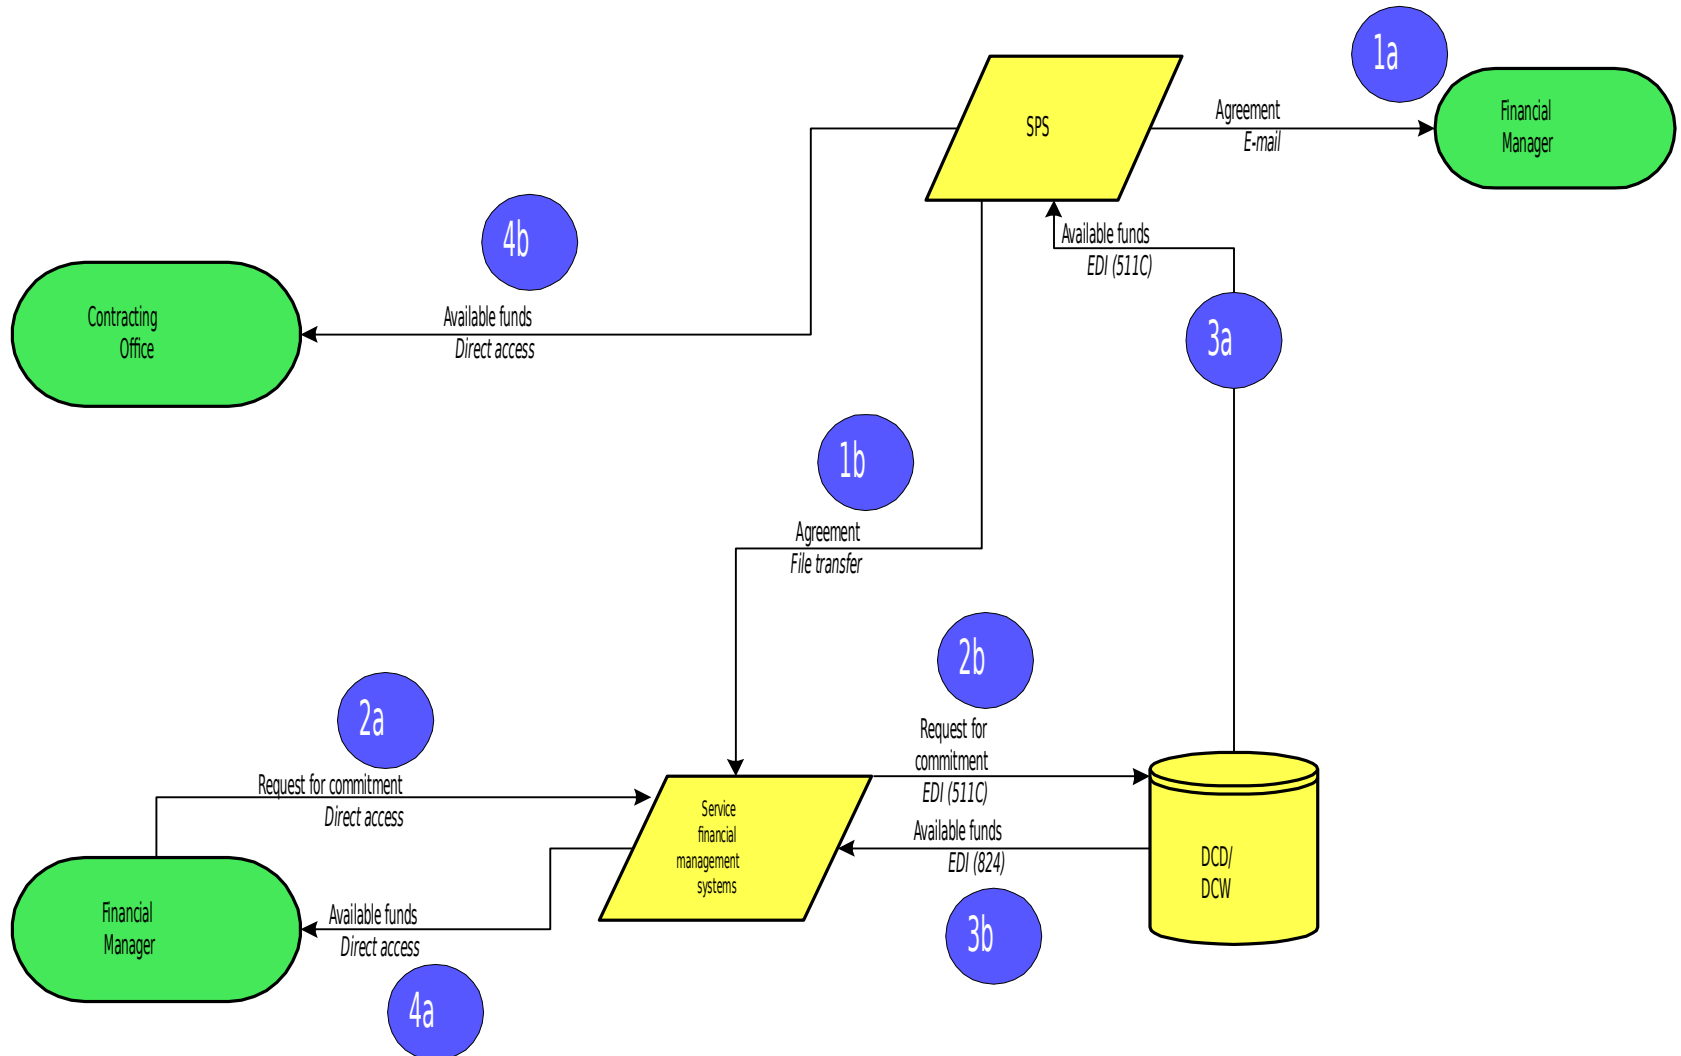 1a
SPS
Agreement
E-mail
Financial
Manager
4b
Available funds
EDI (511C)
Contracting
Office
Available funds
Direct access
3a
1b
Agreement
File transfer
2b
2a
Request for
commitment
EDI (511C)
Request for commitment
Direct access
Service
financial
management
systems
Available funds
EDI (824)
DCD/
DCW
Financial
Manager
Available funds
Direct access
3b
4a